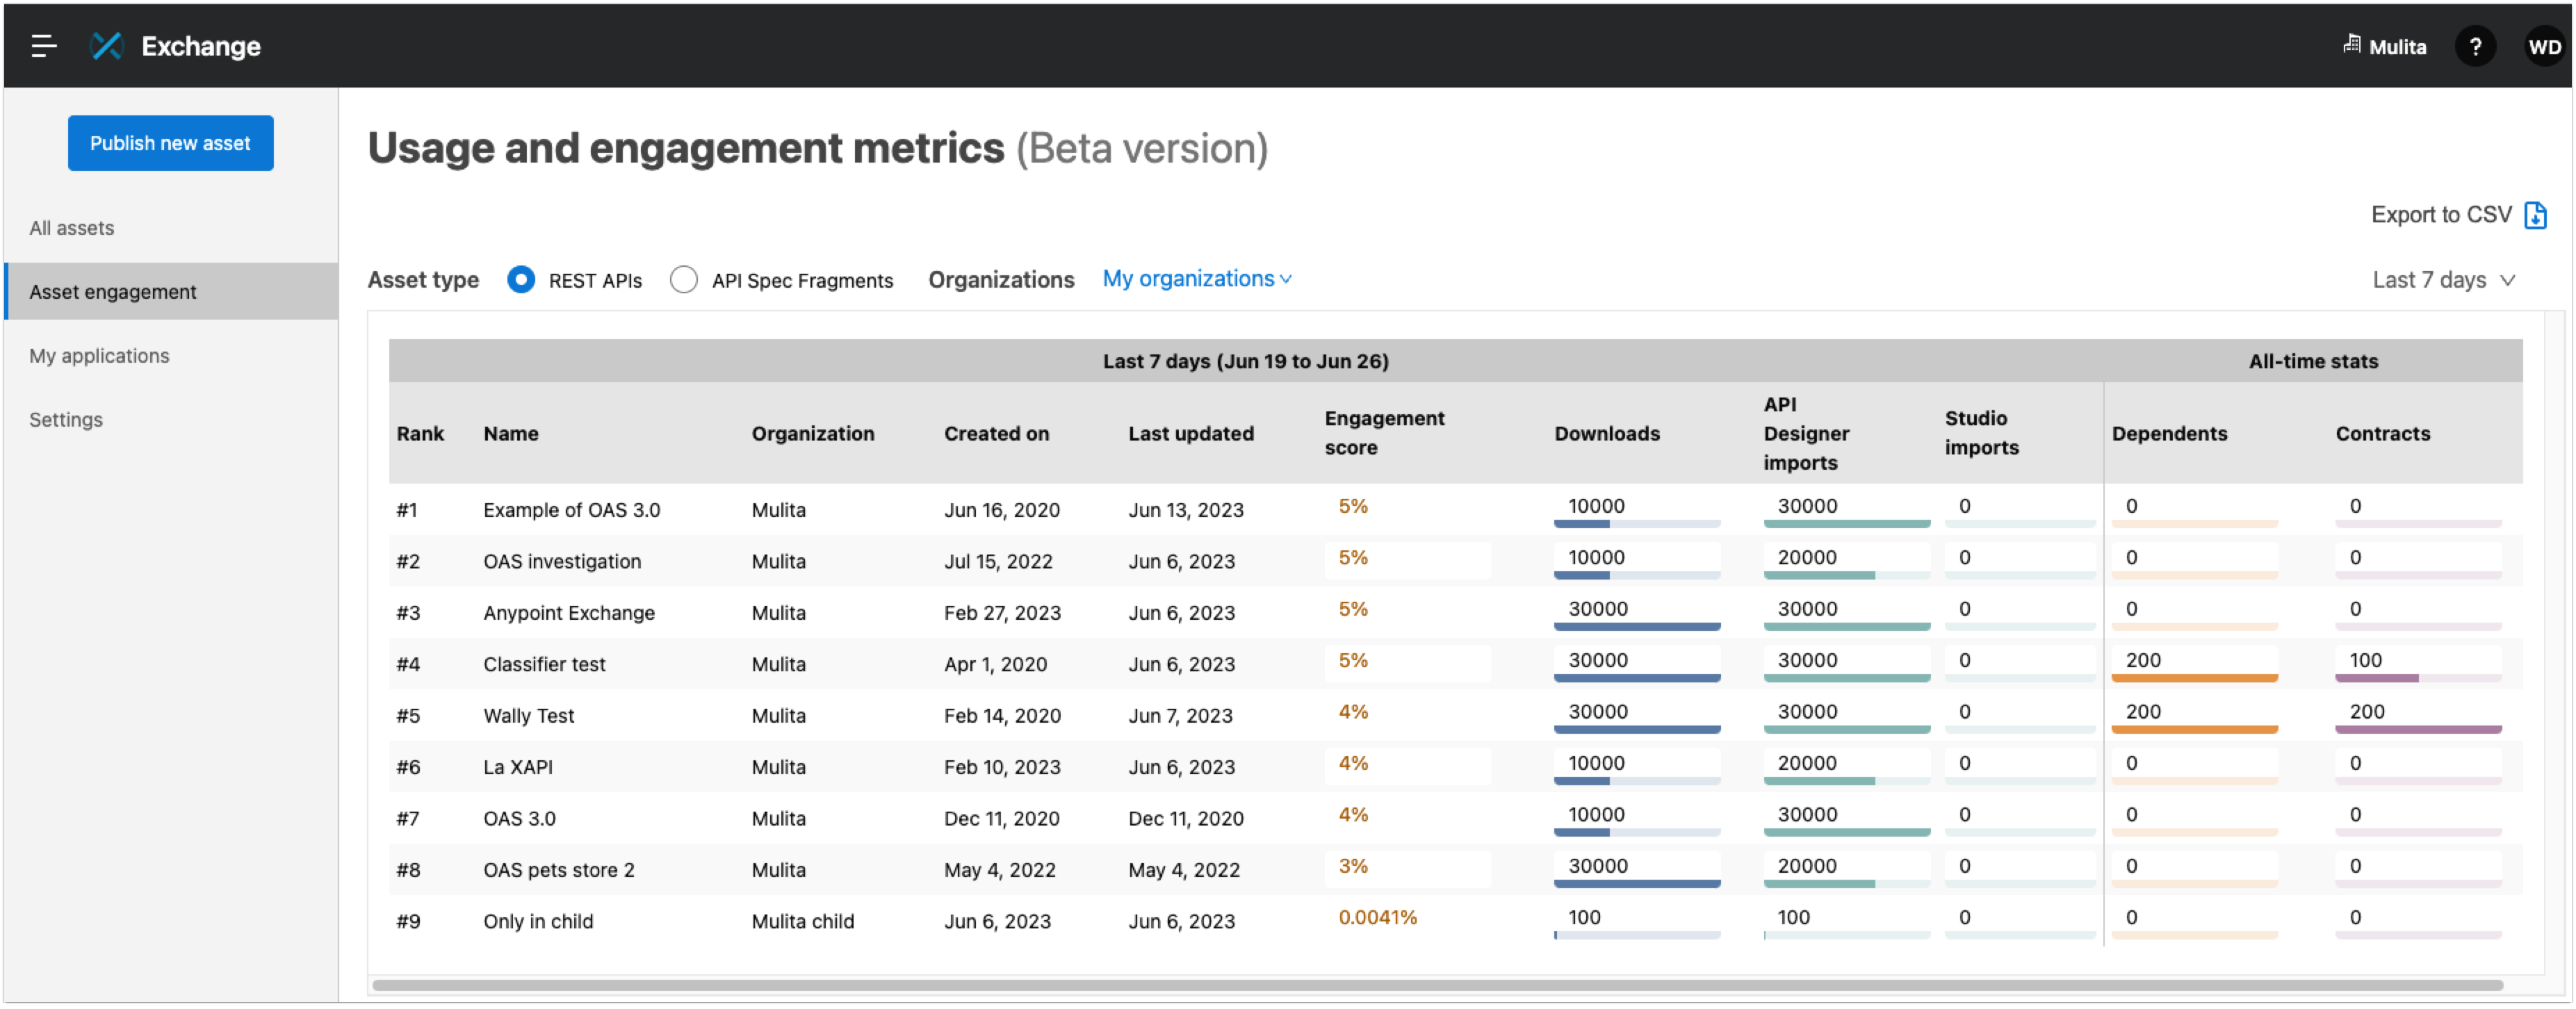 Exchange
Mulita ? WD
Publish new asset
All assets
Asset engagement
My applications
Settings
Usage and engagement metrics (Beta version)
Export to CSV
Asset type REST APIs API Spec Fragments Organizations My organizations Last 7 days
Last 7 days (Jun 19 to Jun 26) All-time stats
Rank Name Organization Created on Last updated Engagement score Downloads API Designer imports Studio imports Dependents Contracts
#1 Example of OAS 3.0 Mulita Jun 16, 2020 Jun 13, 2023 5% 10000 30000 0 0 0
#2 OAS investigation Mulita Jul 15, 2022 Jun 6, 2023 5% 10000 20000 0 0 0
#3 Anypoint Exchange Mulita Feb 27, 2023 Jun 6, 2023 5% 30000 30000 0 0 0
#4 Classifier test Mulita Apr 1, 2020 Jun 6, 2023 5% 30000 30000 0 200 100
#5 Wally Test Mulita Feb 14, 2020 Jun 7, 2023 4% 30000 30000 0 200 200
#6 La XAPI Mulita Feb 10, 2023 Jun 6, 2023 4% 10000 20000 0 0 0
#7 OAS 3.0 Mulita Dec 11, 2020 Dec 11, 2020 4% 10000 30000 0 0 0
#8 OAS pets store 2 Mulita May 4, 2022 May 4, 2022 3% 30000 20000 0 0 0
#9 Only in child Mulita child Jun 6, 2023 Jun 6, 2023 0.0041% 100 100 0 0 0